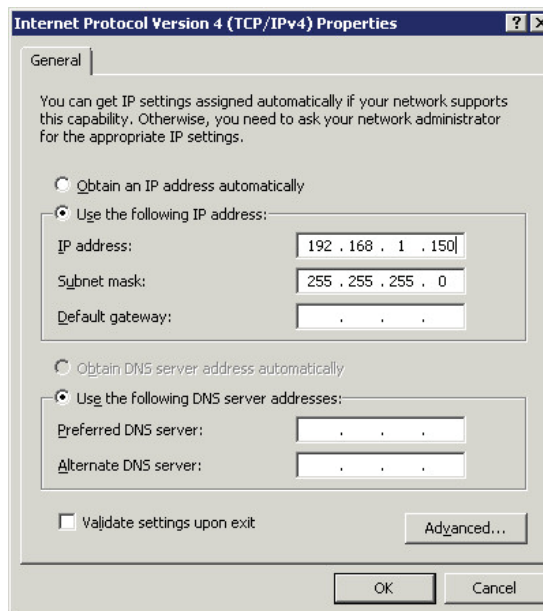 Internet Protocol Version 4 (TCP/IPv4) Properties
General
You can get IP settings assigned automatically if your network supports
this capability. Otherwise, you need to ask your network administrator
for the appropriate IP settings.
Obtain an IP address automatically
Use the following IP address:
IP address: 192 . 168 . 1 . 150
Subnet mask: 255 . 255 . 255 . 0
Default gateway: . . .
Obtain DNS server address automatically
Use the following DNS server addresses:
Preferred DNS server: . . .
Alternate DNS server: . . .
Validate settings upon exit
Advanced...
OK Cancel